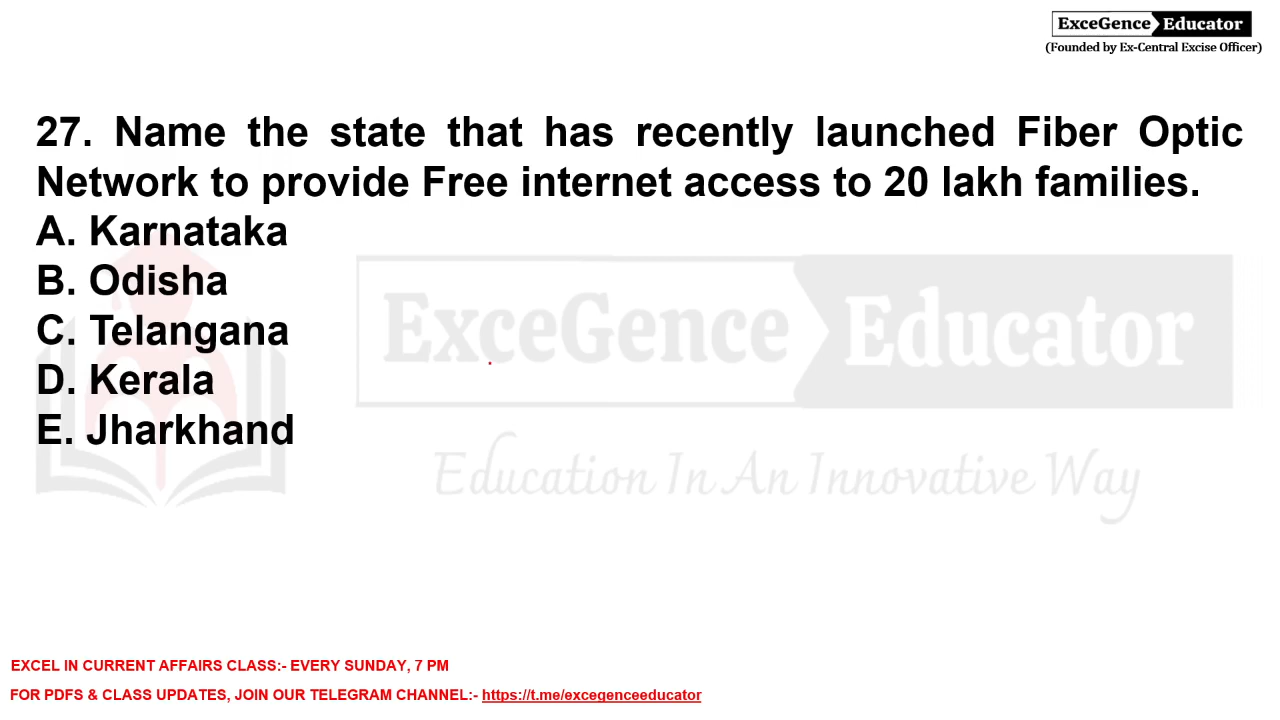 ExceGence Educator
(Founded by Ex-Central Excise Officer)
27. Name the state that has recently launched Fiber Optic
Network to provide Free internet access to 20 lakh families.
A. Karnataka
B. Odisha
C. Telangana
D. Kerala
E. Jharkhand
ExceGence Educator
Education In An Innovative Way
EXCEL IN CURRENT AFFAIRS CLASS:- EVERY SUNDAY, 7 PM
FOR PDFS & CLASS UPDATES, JOIN OUR TELEGRAM CHANNEL:- https://t.me/excegenceeducator